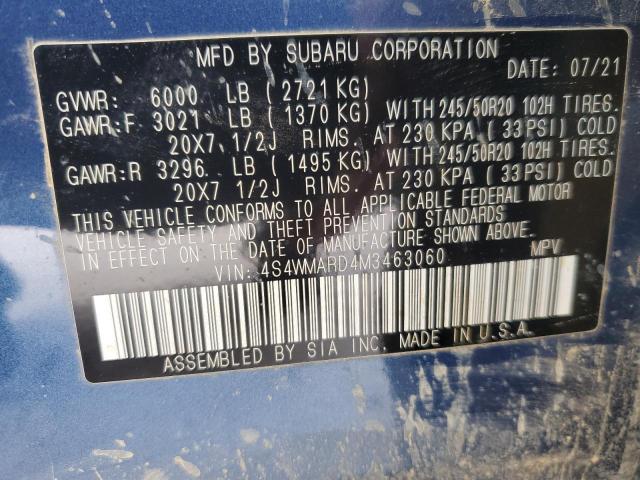 MFD BY SUBARU CORPORATION
DATE: 07/21
GVWR: 6000 LB ( 2721 KG)
GAWR:F 3021 LB ( 1370 KG) WITH 245/50R20 102H TIRES.
20X7 1/2J RIMS. AT 230 KPA ( 33 PSI) COLD
GAWR:R 3296 LB ( 1495 KG) WITH 245/50R20 102H TIRES.
20X7 1/2J RIMS. AT 230 KPA ( 33 PSI) COLD
THIS VEHICLE CONFORMS TO ALL APPLICABLE FEDERAL MOTOR
VEHICLE SAFETY AND THEFT PREVENTION STANDARDS
IN EFFECT ON THE DATE OF MANUFACTURE SHOWN ABOVE.
VIN: 4S4WMARD4M3463060 MPV
ASSEMBLED BY SIA INC. MADE IN U.S.A.